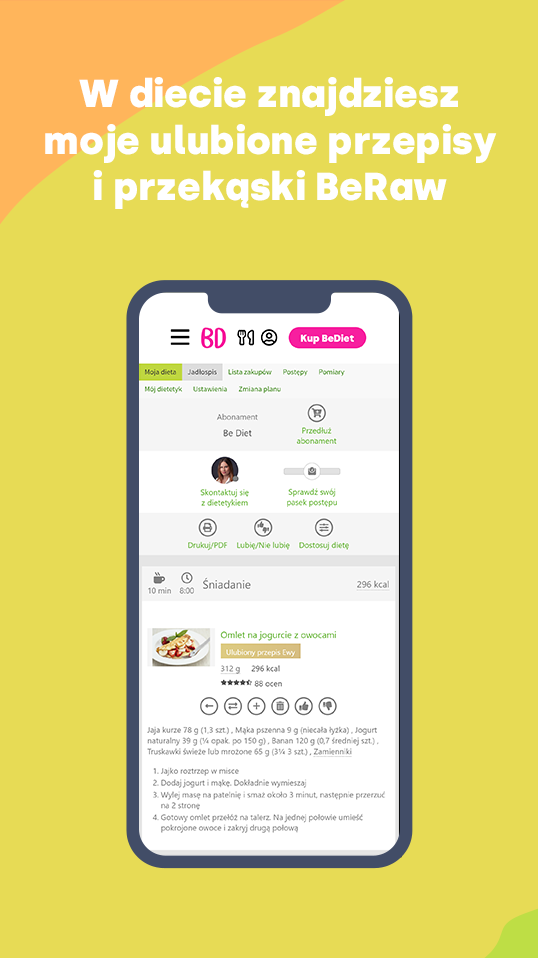 W diecie znajdziesz
moje ulubione przepisy
i przekąski BeRaw
BD
Kup BeDiet
Moja dieta Jadłospis Lista zakupów Postępy Pomiary
Mój dietetyk Ustawienia Zmiana planu
Abonament
Be Diet
Przedłuż
abonament
Skontaktuj się
z dietetykiem
Sprawdź swój
pasek postępu
Drukuj/PDF Lubię/Nie lubię Dostosuj dietę
10 min 8:00 Śniadanie 296 kcal
Omlet na jogurcie z owocami
Ulubiony przepis Ewy
312 g 296 kcal
88 ocen
Jaja kurze 78 g (1,3 szt.) , Mąka pszenna 9 g (niecała łyżka) , Jogurt
naturalny 39 g (¼ opak. po 150 g) , Banan 120 g (0,7 średniej szt.) ,
Truskawki świeże lub mrożone 65 g (3¼ 3 szt.) , Zamienniki
1. Jajko roztrzep w misce
2. Dodaj jogurt i mąkę. Dokładnie wymieszaj
3. Wylej masę na patelnię i smaż około 3 minut, następnie przerzuć
na 2 stronę
4. Gotowy omlet przełóż na talerz. Na jednej połowie umieść
pokrojone owoce i zakryj drugą połową